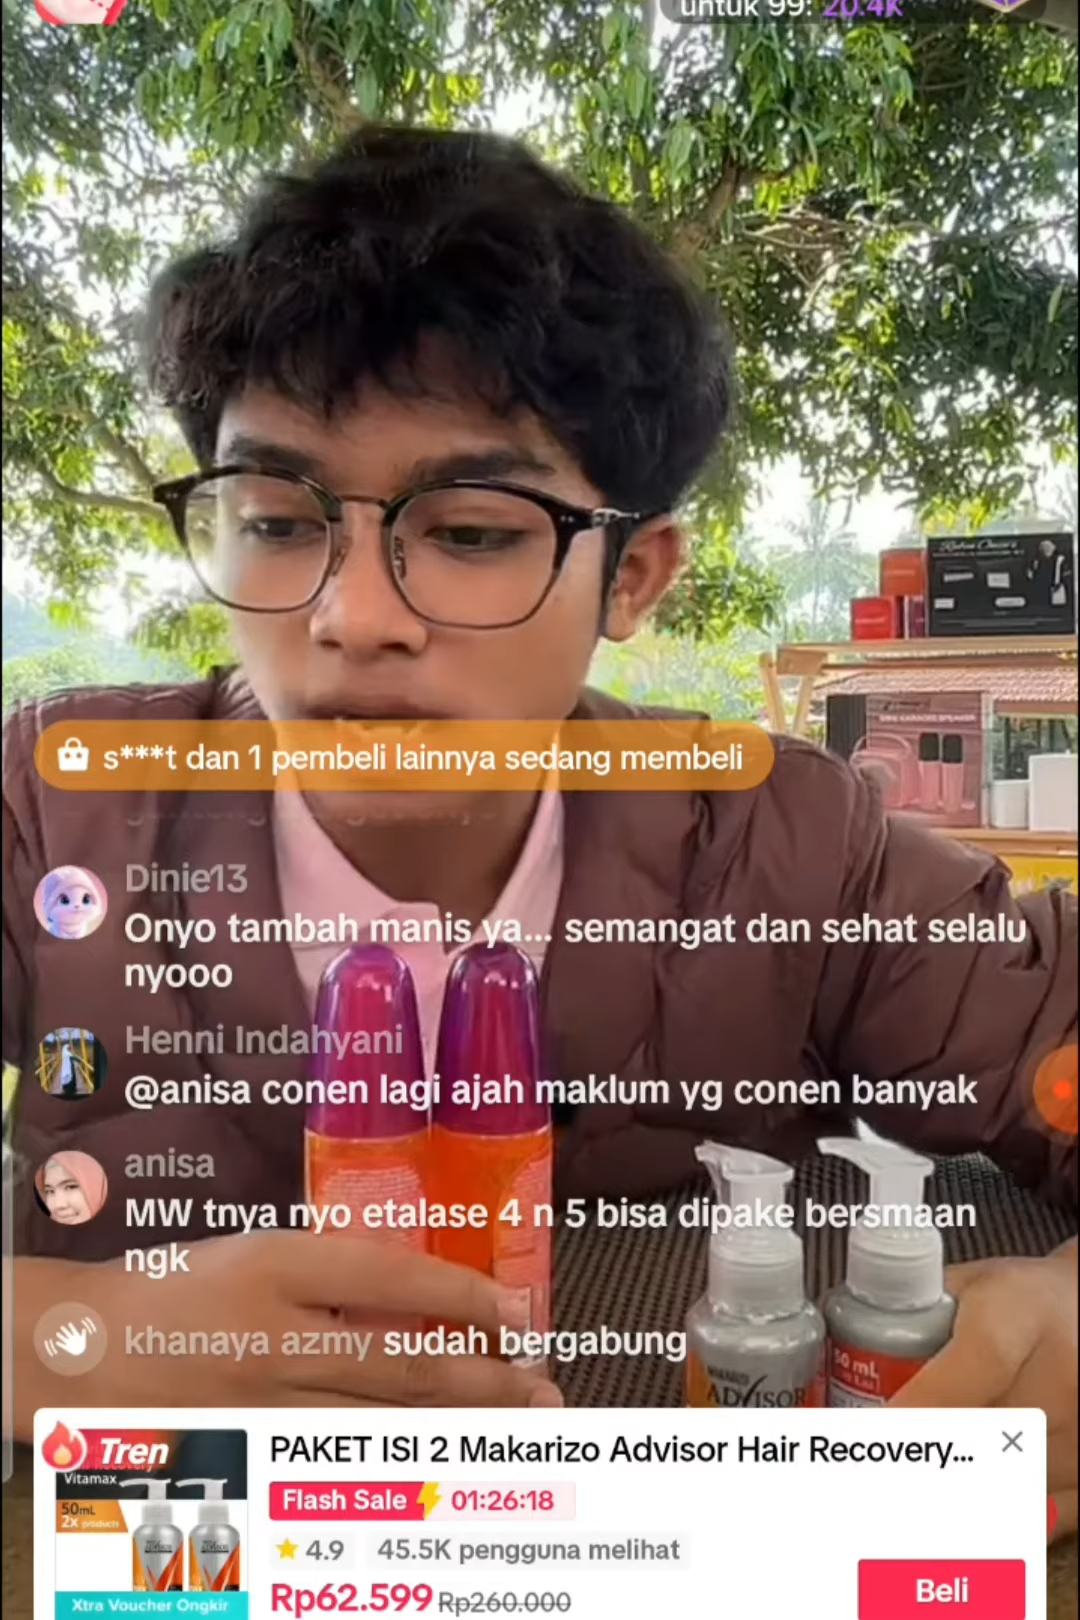 untuk 99: 20.4K
s***t dan 1 pembeli lainnya sedang membeli
Dinie13
Onyo tambah manis ya... semangat dan sehat selalu
nyooo
Henni Indahyani
@anisa conen lagi ajah maklum yg conen banyak
anisa
MW tnya nyo etalase 4 n 5 bisa dipake bersmaan
ngk
khanaya azmy sudah bergabung
50 mL
ADVISOR
Tren
Vitamax
50mL
2x products
Xtra Voucher Ongkir
PAKET ISI 2 Makarizo Advisor Hair Recovery...
Flash Sale 01:26:18
4.9 45.5K pengguna melihat
Rp62.599 Rp260.000
Beli